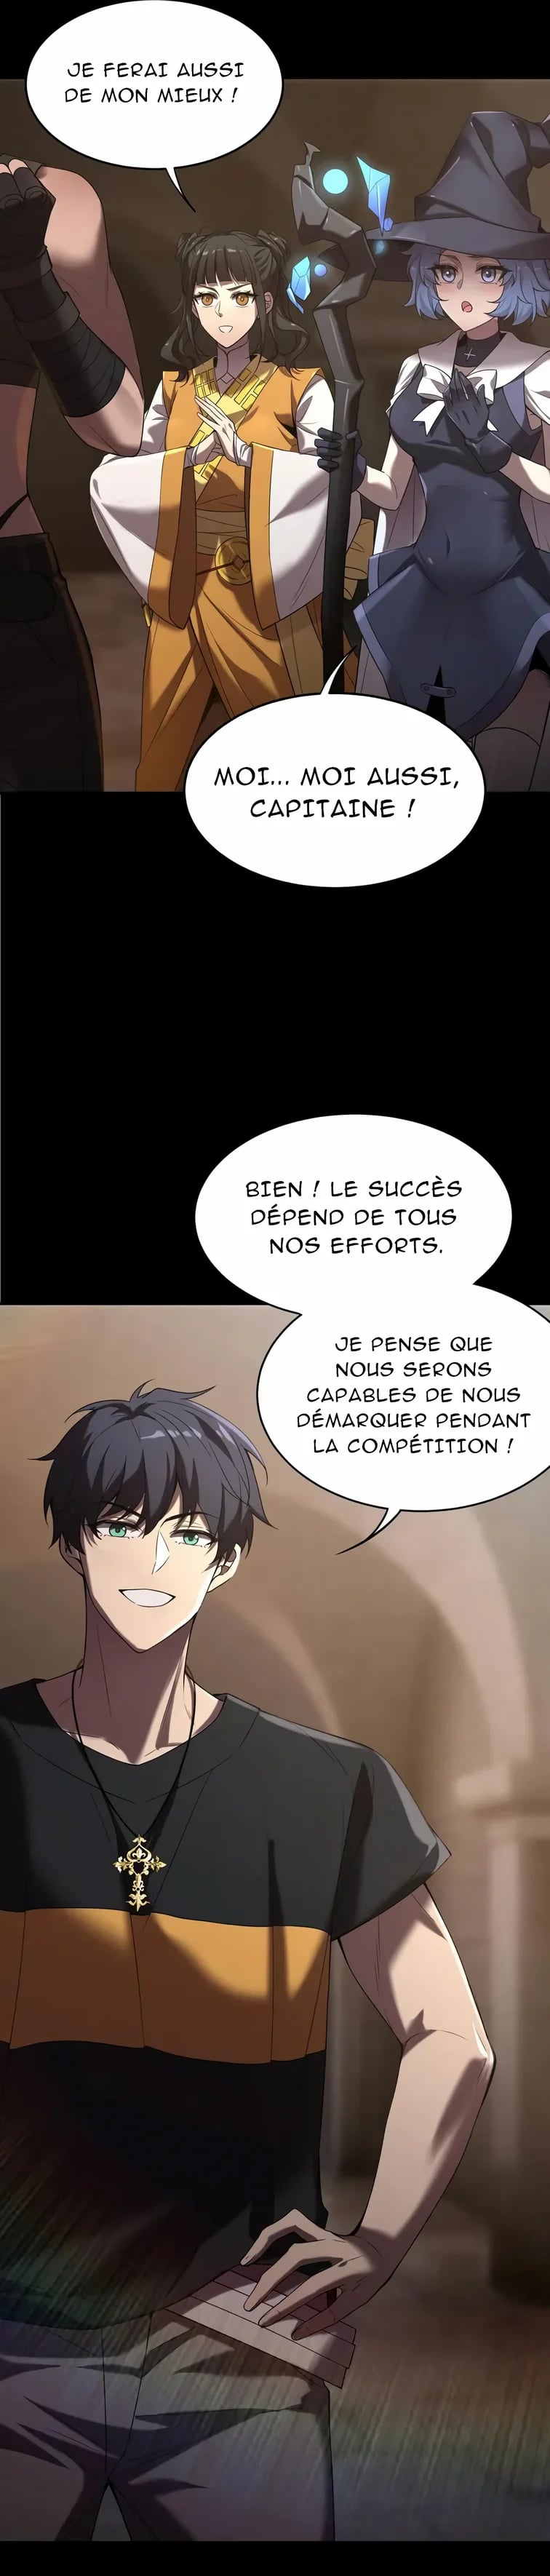 JE FERAI AUSSI
DE MON MIEUX !
MOI... MOI AUSSI,
CAPITAINE !
BIEN ! LE SUCCÈS
DÉPEND DE TOUS
NOS EFFORTS.
JE PENSE QUE
NOUS SERONS
CAPABLES DE NOUS
DÉMARQUER PENDANT
LA COMPÉTITION !